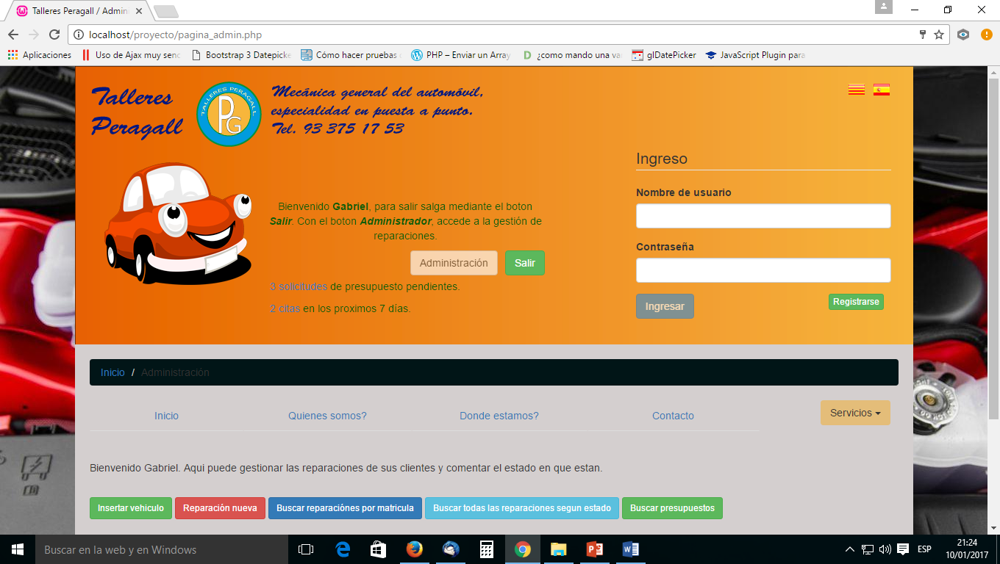 Talleres Peragall / Admin
localhost/proyecto/pagina_admin.php
Aplicaciones
Uso de Ajax muy senc
Bootstrap 3 Datepicke
Cómo hacer pruebas
PHP – Enviar un Array
¿como mando una va
glDatePicker
JavaScript Plugin para
Talleres
Peragall
TALLERES PERAGALL
PG
Mecánica general del automóvil,
especialidad en puesta a punto.
Tel. 93 375 17 53
Bienvenido Gabriel, para salir salga mediante el boton
Salir. Con el boton Administrador, accede a la gestión de
reparaciones.
Administración
Salir
3 solicitudes de presupuesto pendientes.
2 citas en los proximos 7 días.
Ingreso
Nombre de usuario
Contraseña
Ingresar
Registrarse
Inicio / Administración
Inicio
Quienes somos?
Donde estamos?
Contacto
Servicios
Bienvenido Gabriel. Aqui puede gestionar las reparaciones de sus clientes y comentar el estado en que estan.
Insertar vehiculo
Reparación nueva
Buscar reparaciónes por matricula
Buscar todas las reparaciones segun estado
Buscar presupuestos
Buscar en la web y en Windows
ESP
21:24
10/01/2017